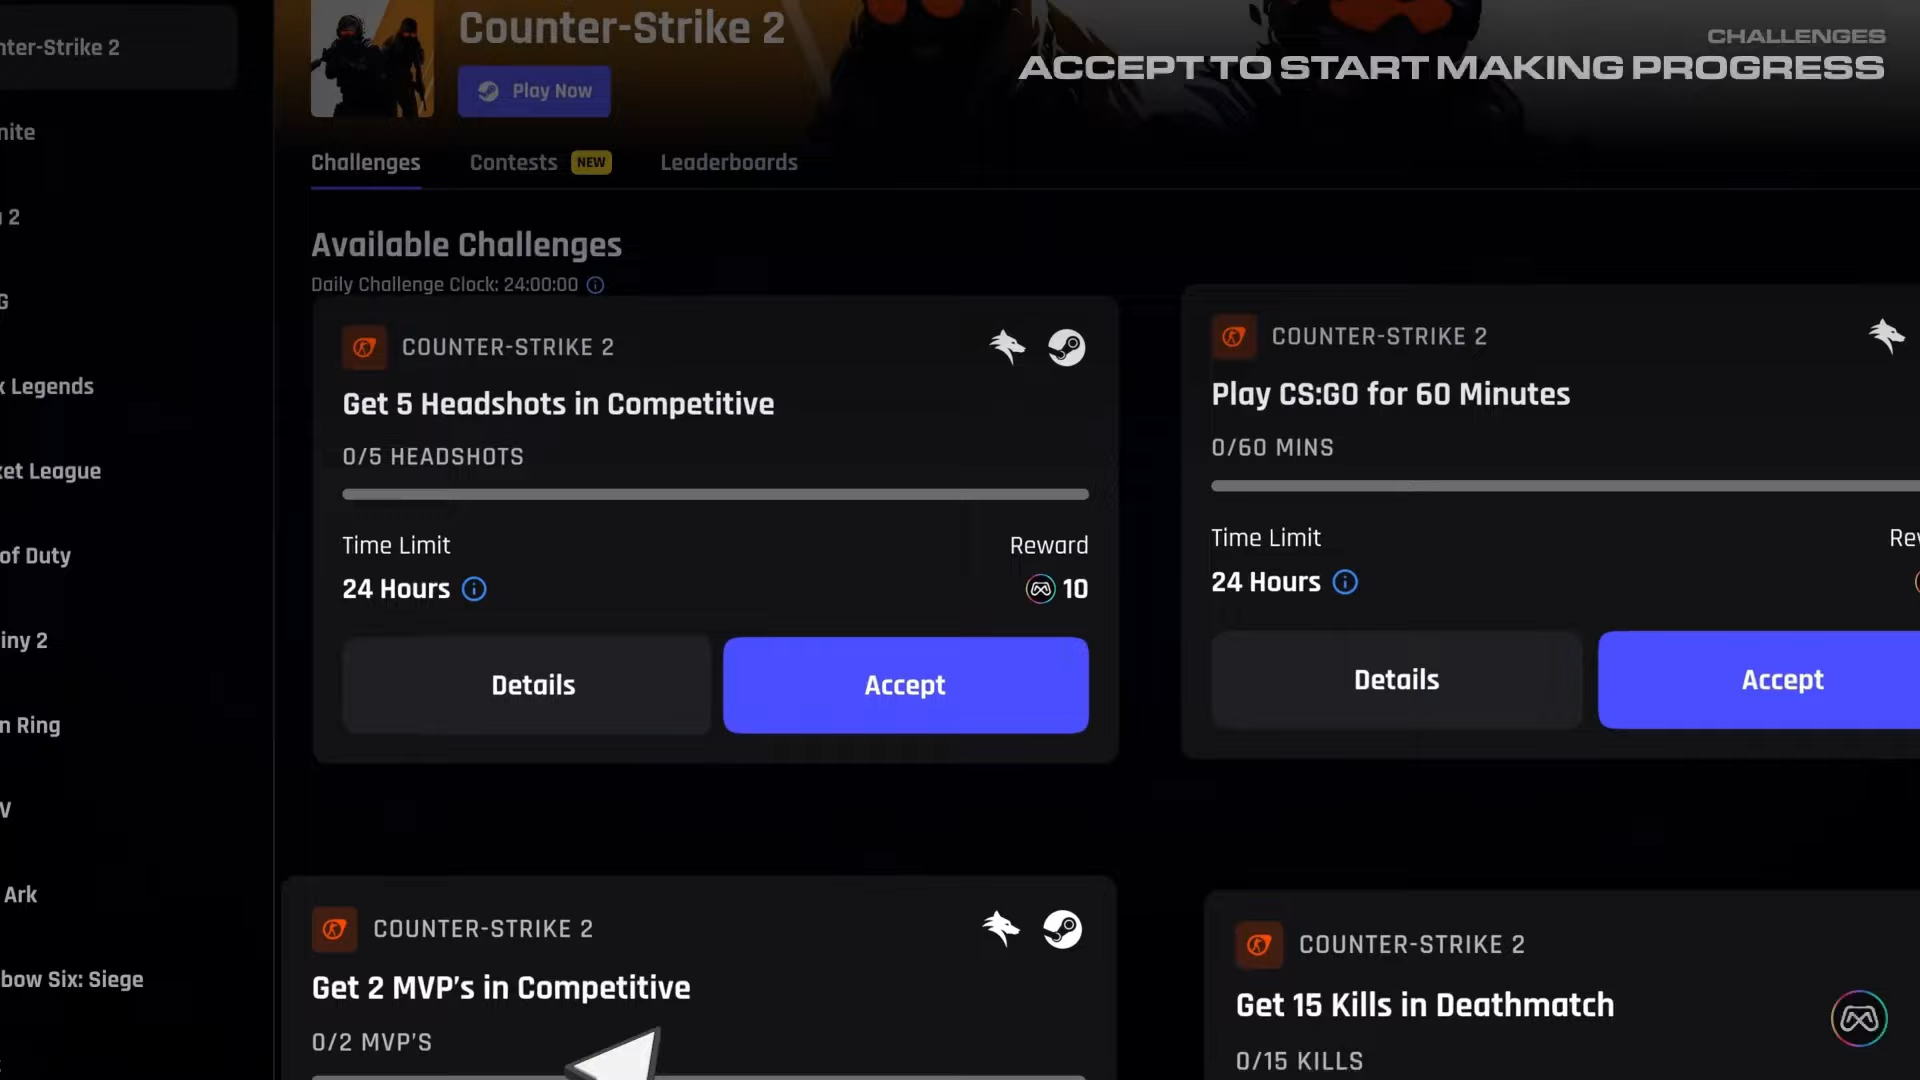 CHALLENGES
ACCEPT TO START MAKING PROGRESS
Counter-Strike 2
Play Now
Challenges
Contests NEW
Leaderboards
Available Challenges
Daily Challenge Clock: 24:00:00
nter-Strike 2
nite
2
G
x Legends
ket League
of Duty
iny 2
n Ring
V
Ark
bow Six: Siege
COUNTER-STRIKE 2
Get 5 Headshots in Competitive
0/5 HEADSHOTS
Time Limit
Reward
24 Hours
10
Details
Accept
COUNTER-STRIKE 2
Play CS:GO for 60 Minutes
0/60 MINS
Time Limit
Rev
24 Hours
Details
Accept
COUNTER-STRIKE 2
Get 2 MVP's in Competitive
0/2 MVP'S
COUNTER-STRIKE 2
Get 15 Kills in Deathmatch
0/15 KILLS